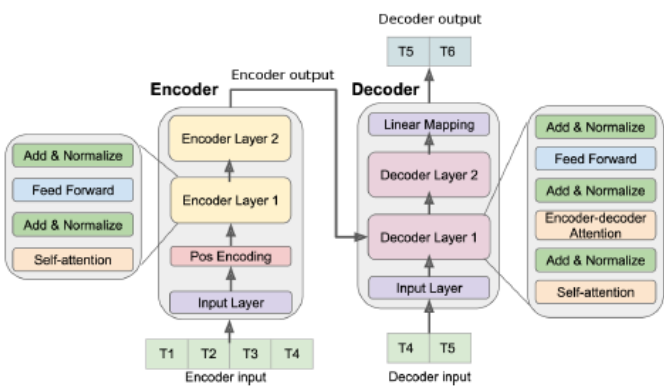 Decoder output
T5 T6
Encoder output
Encoder
Decoder
Linear Mapping
Encoder Layer 2
Decoder Layer 2
Encoder Layer 1
Decoder Layer 1
Pos Encoding
Input Layer
Input Layer
Add & Normalize
Feed Forward
Add & Normalize
Self-attention
Add & Normalize
Feed Forward
Add & Normalize
Encoder-decoder
Attention
Add & Normalize
Self-attention
T1 T2 T3 T4
Encoder input
T4 T5
Decoder input